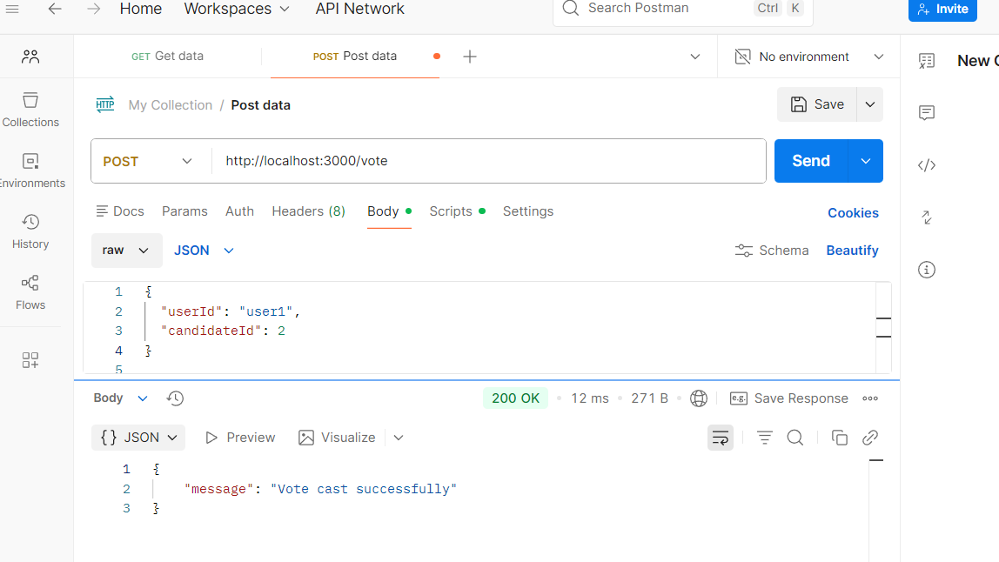 Home Workspaces API Network Search Postman Ctrl K Invite
GET Get data POST Post data No environment
HTTP My Collection / Post data Save
Collections
POST http://localhost:3000/vote Send
Environments
Docs Params Auth Headers (8) Body Scripts Settings Cookies
History
raw JSON Schema Beautify
Flows
1 {
2 "userId": "user1",
3 "candidateId": 2
4 }
5
Body 200 OK 12 ms 271 B e.g. Save Response
{} JSON Preview Visualize
1 {
2 "message": "Vote cast successfully"
3 }
New